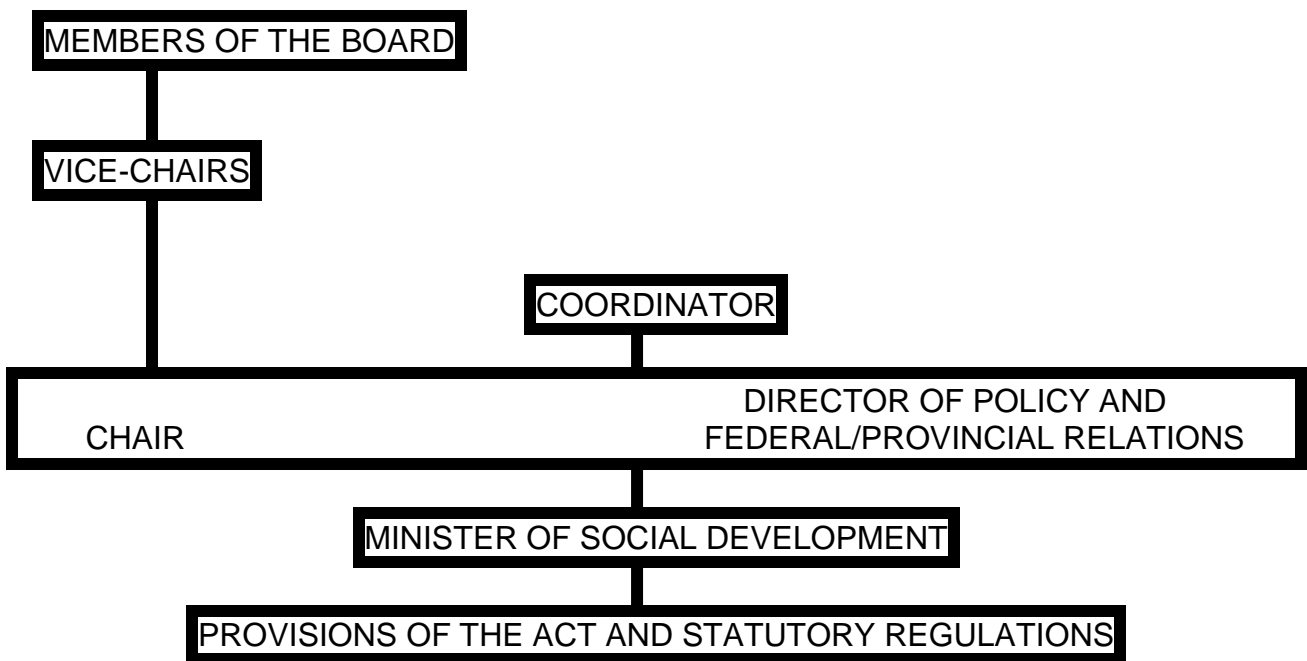 MEMBERS OF THE BOARD
VICE-CHAIRS
COORDINATOR
DIRECTOR OF POLICY AND
CHAIR FEDERAL/PROVINCIAL RELATIONS
MINISTER OF SOCIAL DEVELOPMENT
PROVISIONS OF THE ACT AND STATUTORY REGULATIONS